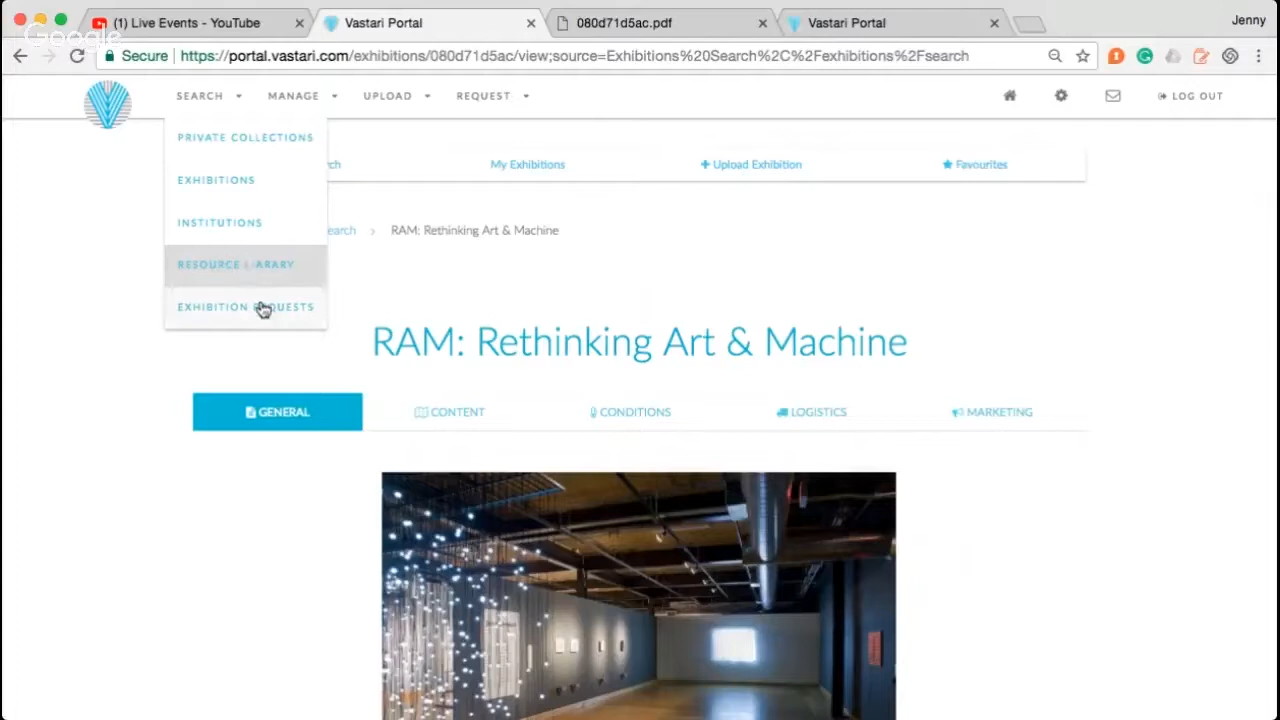 (1) Live Events - YouTube
Vastari Portal
080d71d5ac.pdf
Vastari Portal
Jenny
Google
Secure
https://portal.vastari.com/exhibitions/080d71d5ac/view;source=Exhibitions%20Search%2C%2Fexhibitions%2Fsearch
SEARCH MANAGE UPLOAD REQUEST
LOG OUT
PRIVATE COLLECTIONS
EXHIBITIONS
INSTITUTIONS
RESOURCE
EXHIBITION
My Exhibitions
+ Upload Exhibition
Favourites
RAM: Rethinking Art & Machine
RAM: Rethinking Art & Machine
GENERAL
CONTENT
CONDITIONS
LOGISTICS
MARKETING